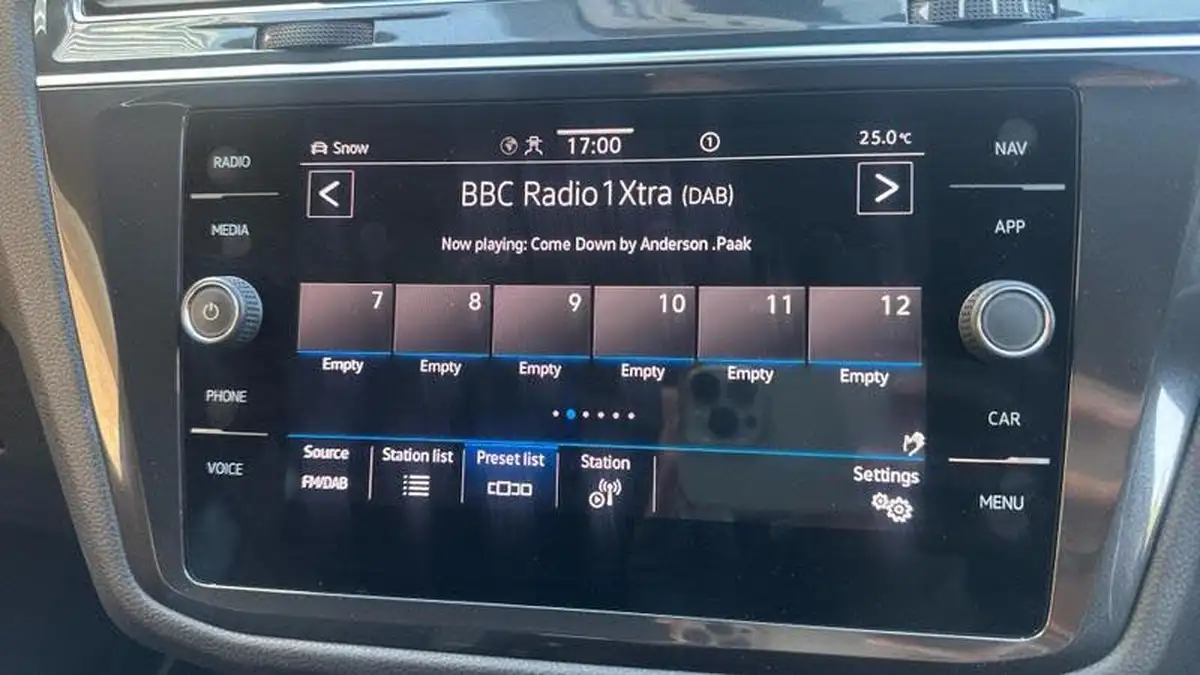 RADIO
MEDIA
PHONE
VOICE
Snow
17:00
1
25.0°C
< BBC Radio 1Xtra (DAB) >
Now playing: Come Down by Anderson .Paak
7 8 9 10 11 12
Empty Empty Empty Empty Empty Empty
Source Station list Preset list Station Settings
FM/DAB
NAV
APP
CAR
MENU